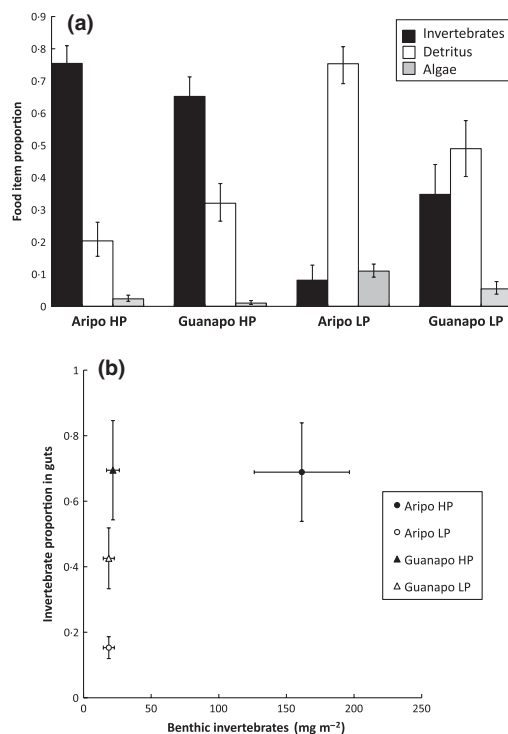 (a)
Invertebrates
Detritus
Algae
Food item proportion
0·9
0·8
0·7
0·6
0·5
0·4
0·3
0·2
0·1
0
Aripo HP
Guanapo HP
Aripo LP
Guanapo LP
(b)
Invertebrate proportion in guts
1
0·8
0·6
0·4
0·2
0
0
50
100
150
200
250
Benthic invertebrates (mg m⁻²)
Aripo HP
Aripo LP
Guanapo HP
Guanapo LP